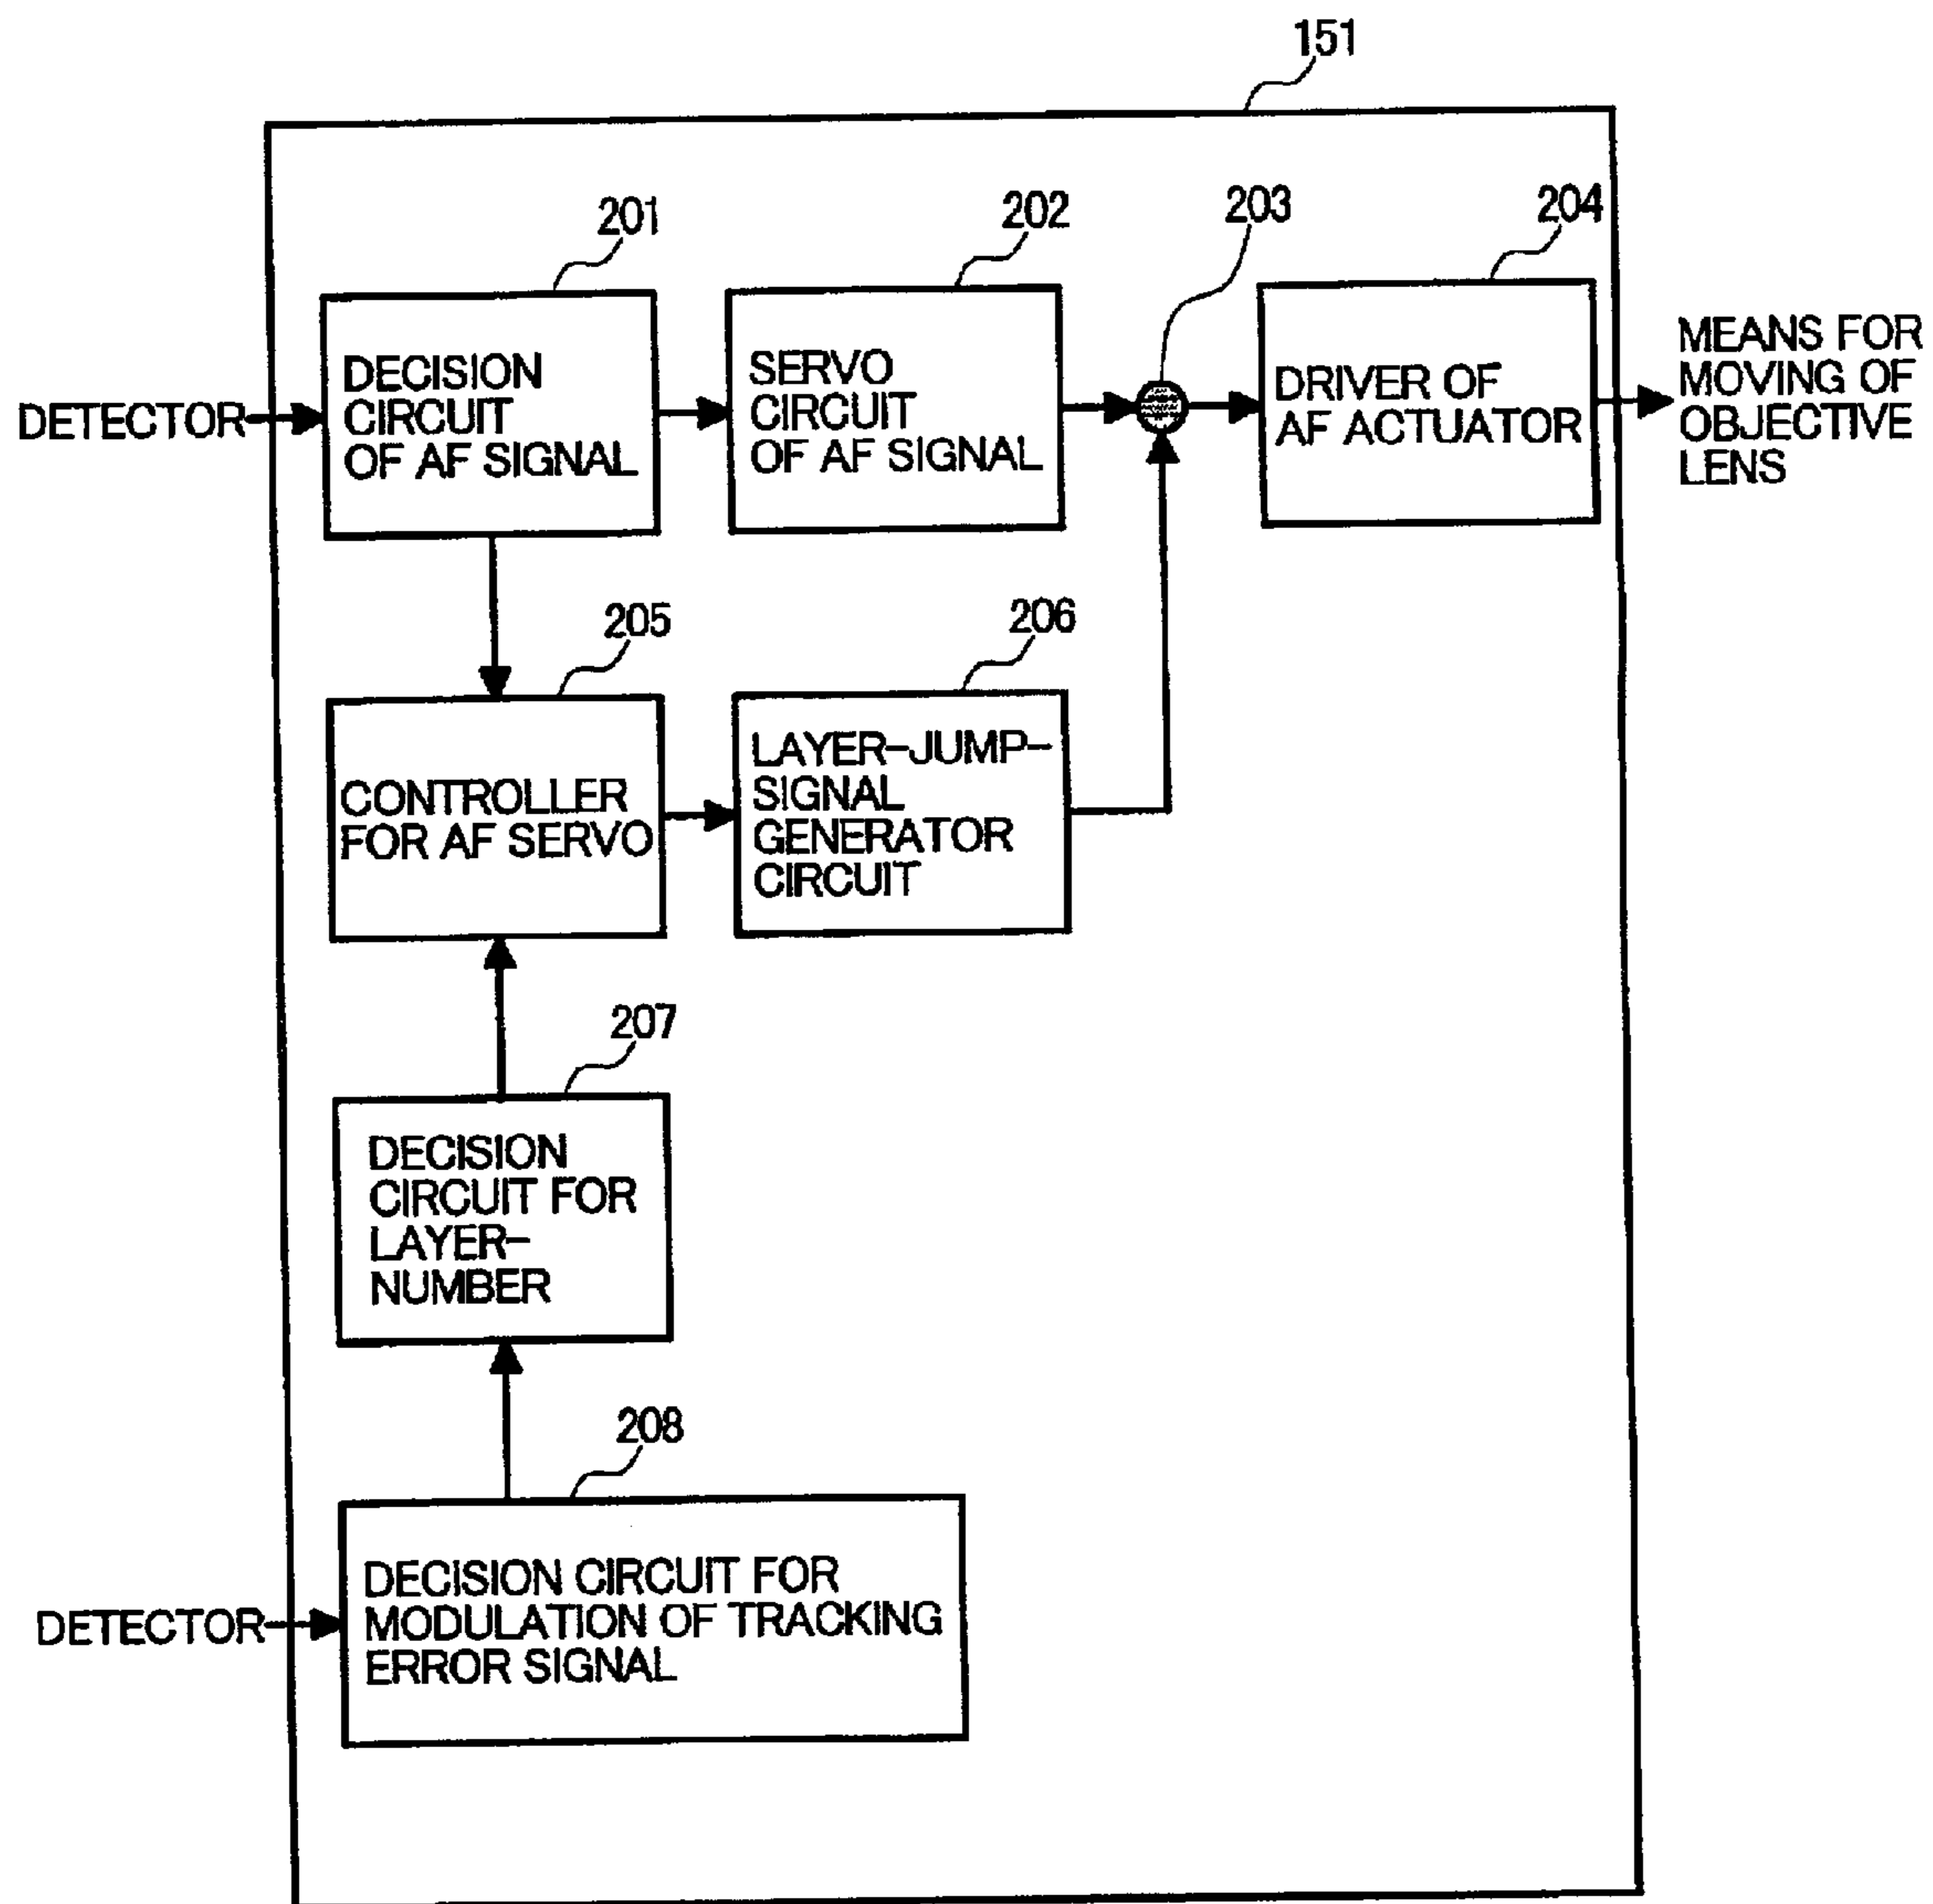 151
201
202
203
204
DECISION
CIRCUIT
OF AF SIGNAL
SERVO
CIRCUIT
OF AF SIGNAL
DRIVER OF
AF ACTUATOR
MEANS FOR
MOVING OF
OBJECTIVE
LENS
DETECTOR
205
206
CONTROLLER
FOR AF SERVO
LAYER-JUMP-
SIGNAL
GENERATOR
CIRCUIT
207
DECISION
CIRCUIT FOR
LAYER-
NUMBER
208
DECISION CIRCUIT FOR
MODULATION OF TRACKING
ERROR SIGNAL
DETECTOR